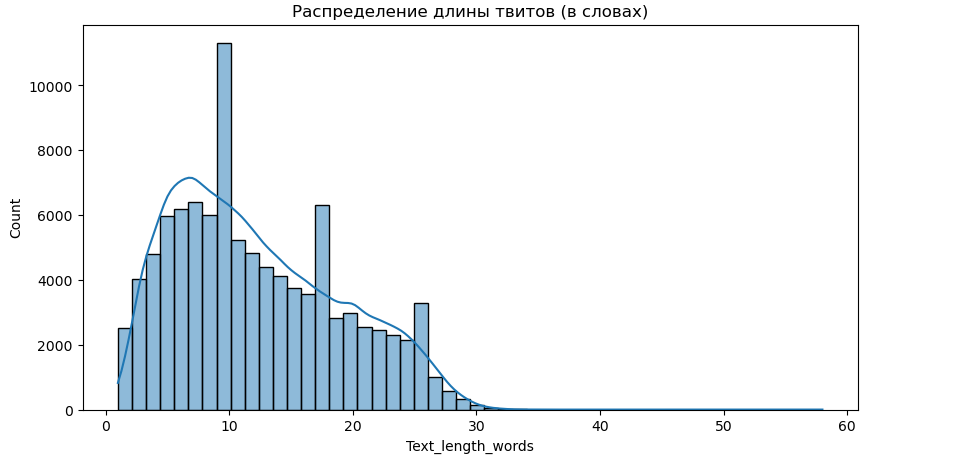 Распределение длины твитов (в словах)
Count
10000
8000
6000
4000
2000
0
0 10 20 30 40 50 60
Text_length_words